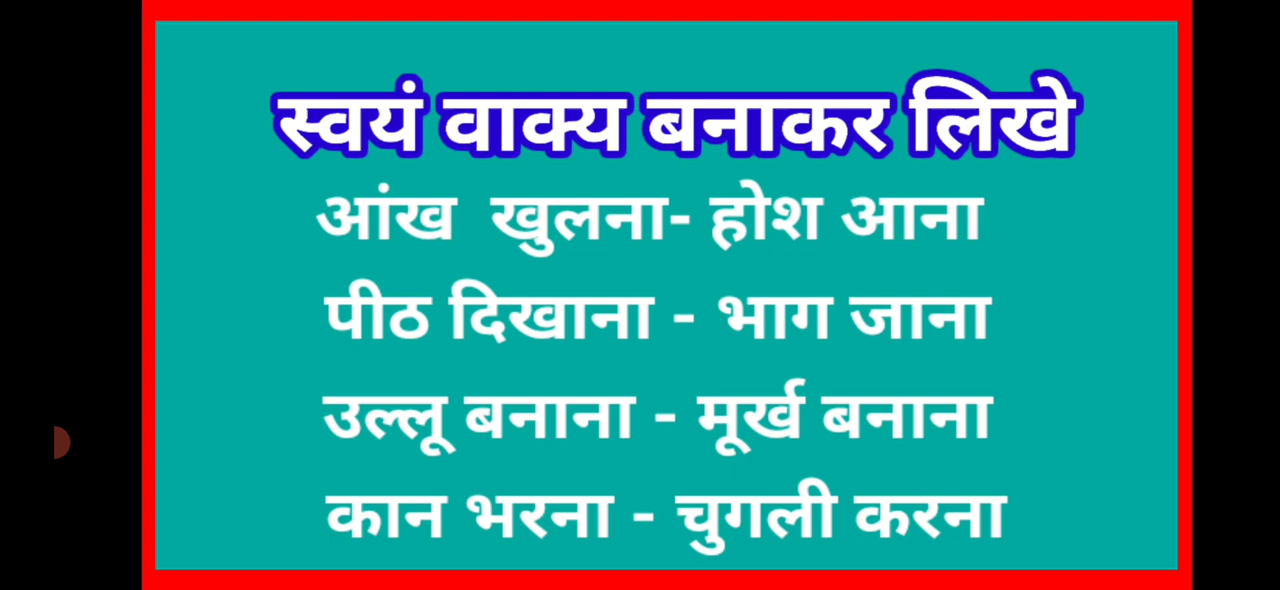 स्वयं वाक्य बनाकर लिखे
आंख खुलना- होश आना
पीठ दिखाना - भाग जाना
उल्लू बनाना - मूर्ख बनाना
कान भरना - चुगली करना